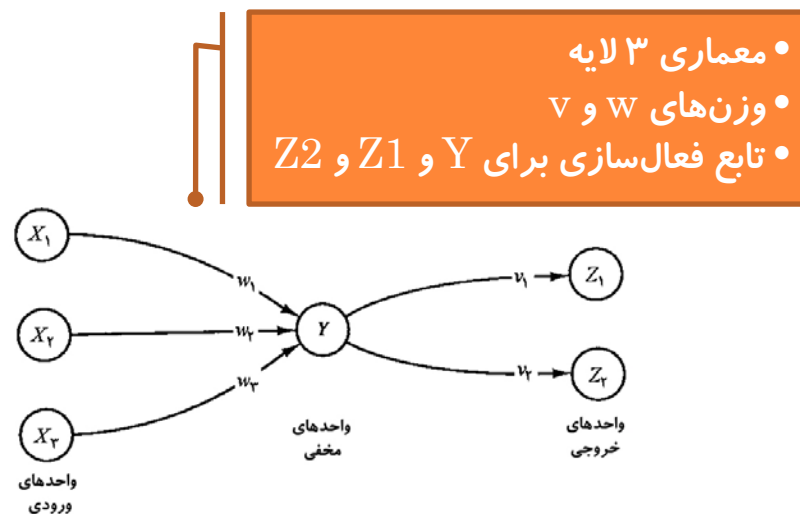 • معماری ۳ لایه
• وزن‌های w و v
• تابع فعال‌سازی برای Y و Z1 و Z2
X۱
w۱
v۱
Z۱
X۲
w۲
Y
w۳
v۲
Z۲
X۳
واحدهای
مخفی
واحدهای
خروجی
واحدهای
ورودی